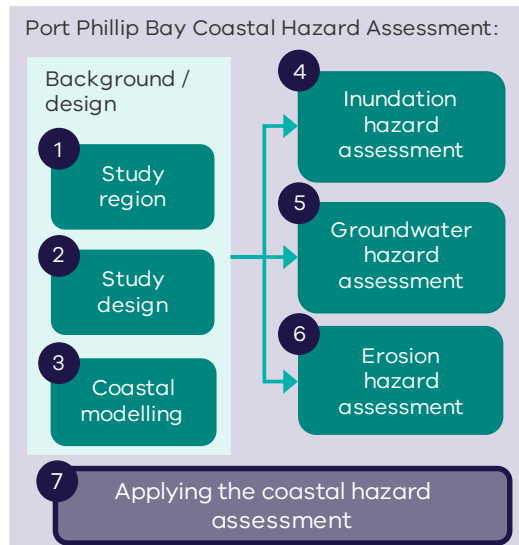 Port Phillip Bay Coastal Hazard Assessment:
Background /
design
1
Study
region
2
Study
design
3
Coastal
modelling
4
Inundation
hazard
assessment
5
Groundwater
hazard
assessment
6
Erosion
hazard
assessment
7
Applying the coastal hazard
assessment